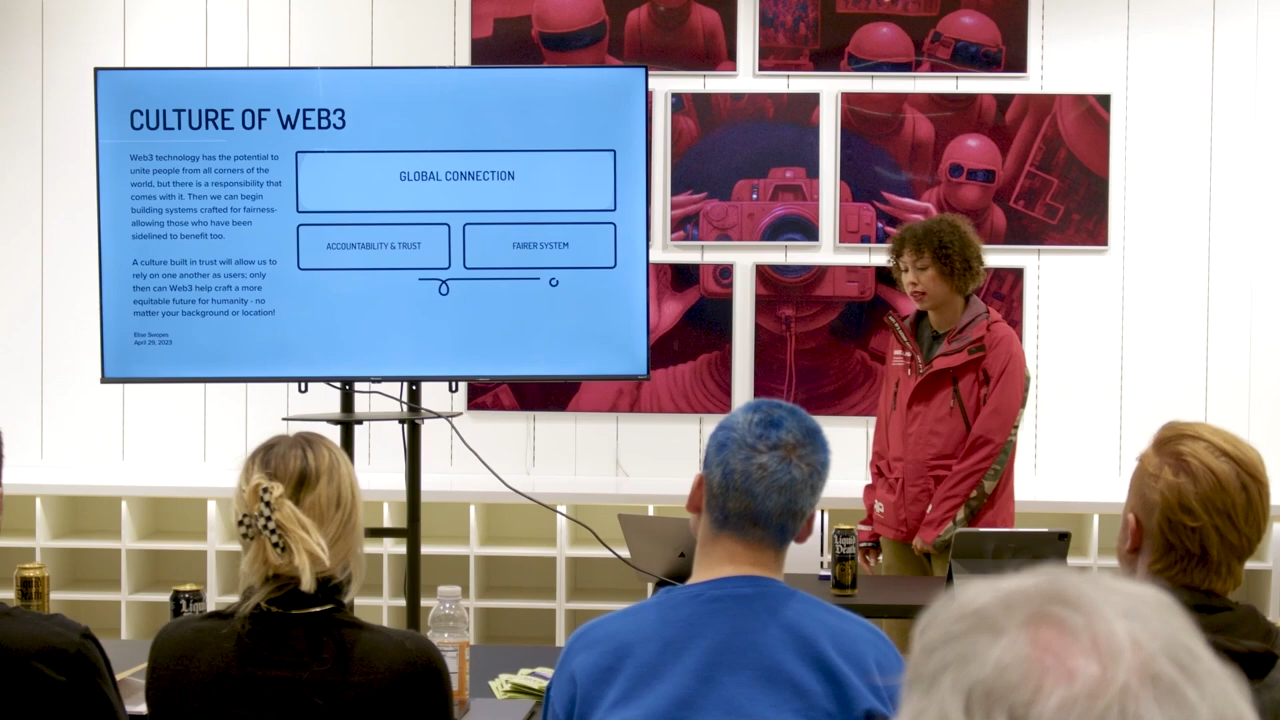 CULTURE OF WEB3
Web3 technology has the potential to
unite people from all corners of the
world, but there is a responsibility that
comes with it. Then we can begin
building systems crafted for fairness-
allowing those who have been
sidelined to benefit too.
A culture built in trust will allow us to
rely on one another as users; only
then can Web3 help craft a more
equitable future for humanity - no
matter your background or location!
Elise Swopes
April 29, 2023
GLOBAL CONNECTION
ACCOUNTABILITY & TRUST
FAIRER SYSTEM
Liquid
Death
Liquid